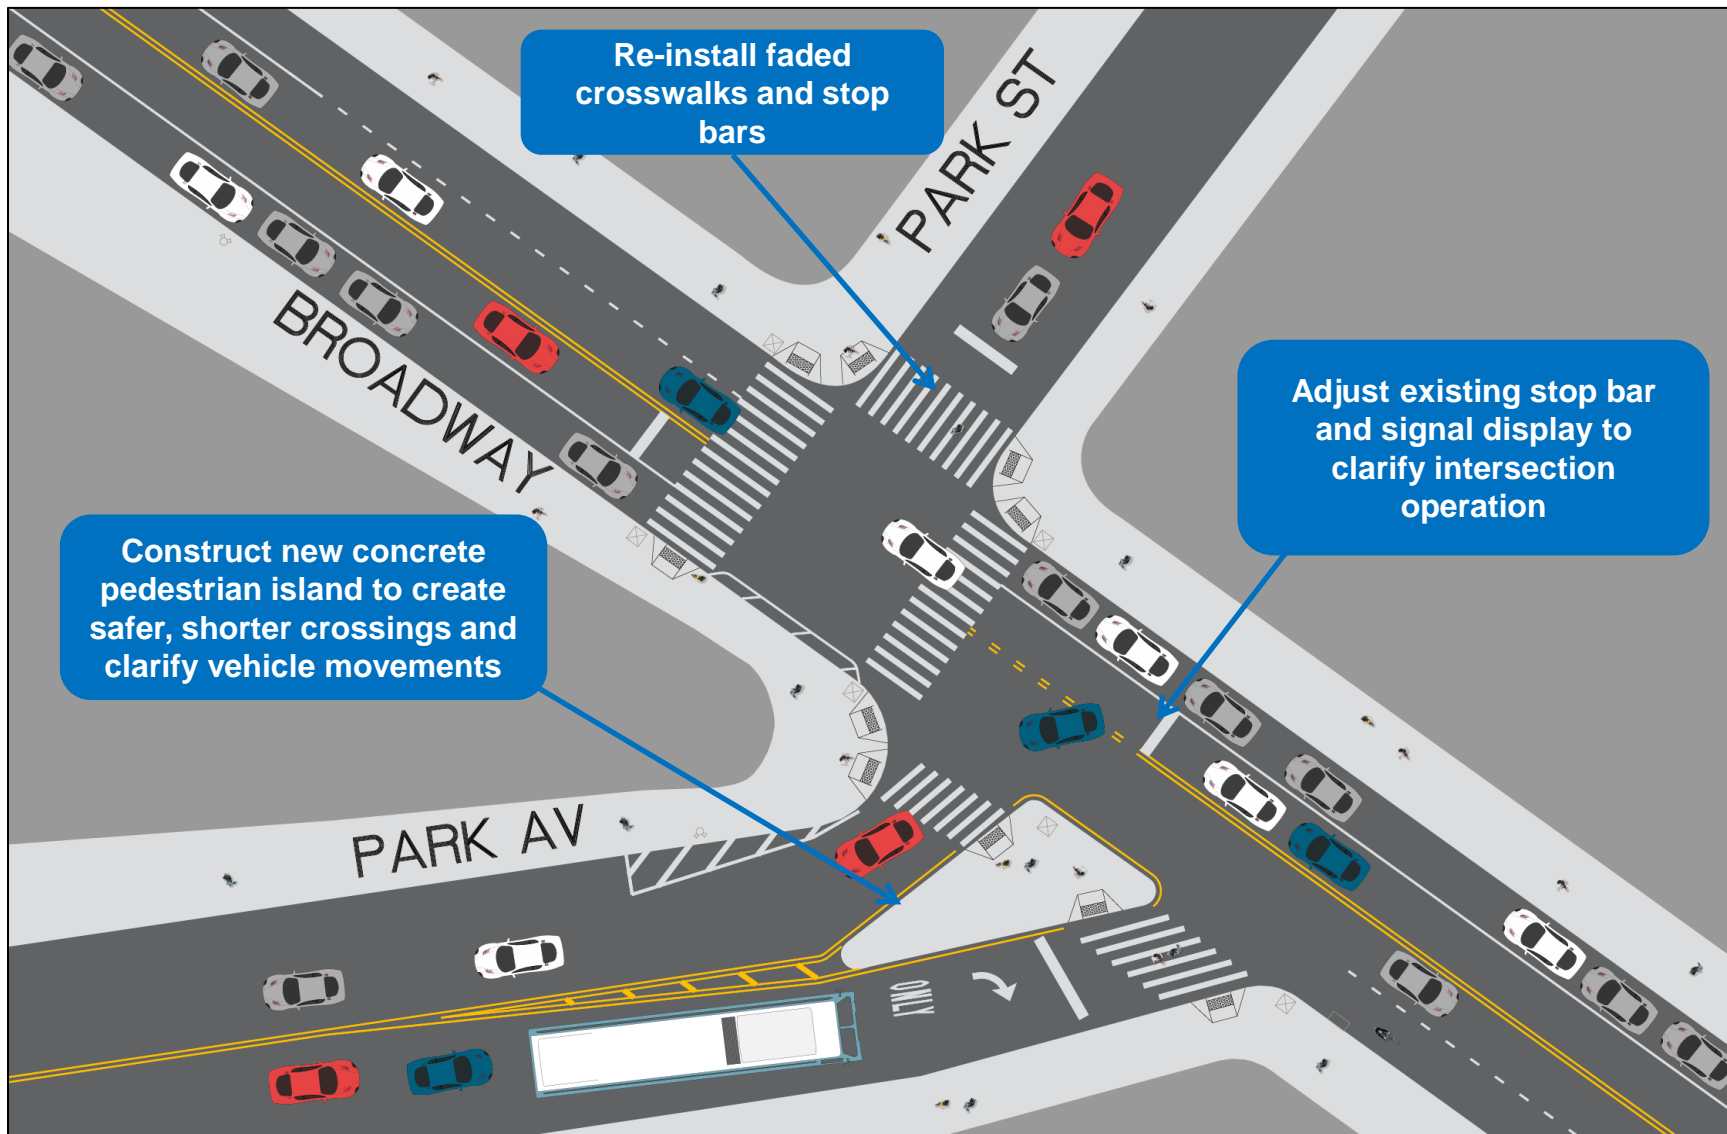 Re-install faded
crosswalks and stop
bars
PARK ST
BROADWAY
Adjust existing stop bar
and signal display to
clarify intersection
operation
Construct new concrete
pedestrian island to create
safer, shorter crossings and
clarify vehicle movements
PARK AV
ONLY